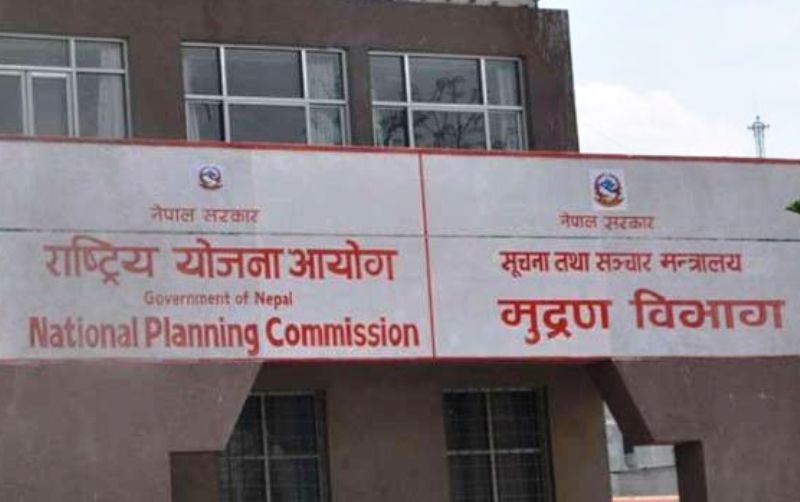 नेपाल सरकार
राष्ट्रिय योजना आयोग
Government of Nepal
National Planning Commission
नेपाल सरकार
सूचना तथा सञ्चार मन्त्रालय
मुद्रण विभाग